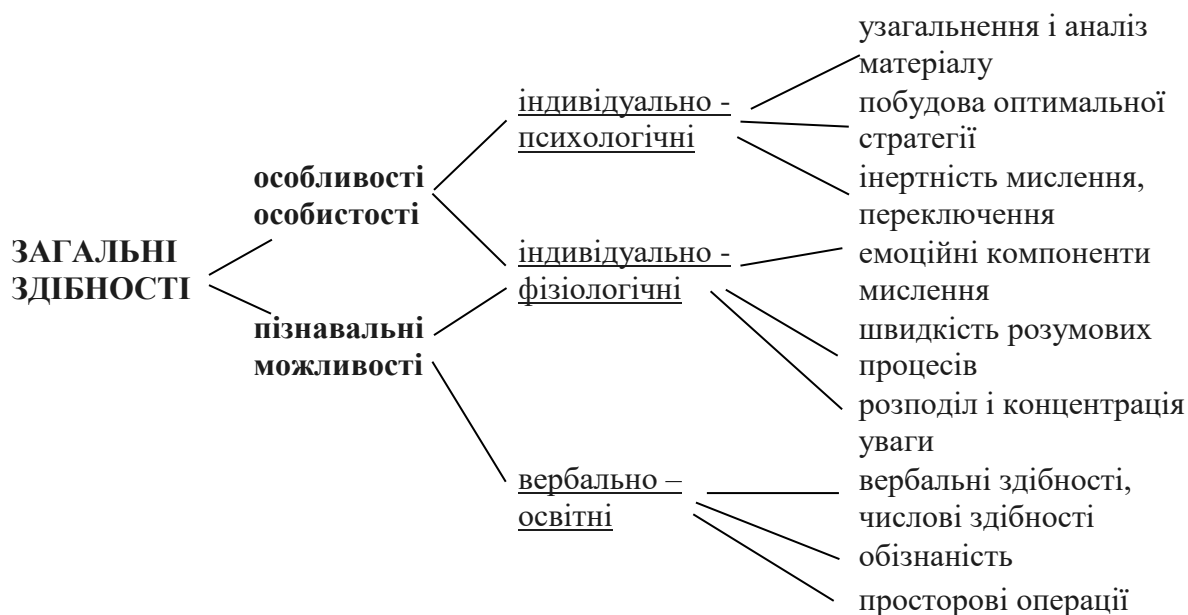 ЗАГАЛЬНІ
ЗДІБНОСТІ
особливості
особистості
пізнавальні
можливості
індивідуально -
психологічні
індивідуально -
фізіологічні
вербально –
освітні
узагальнення і аналіз
матеріалу
побудова оптимальної
стратегії
інертність мислення,
переключення
емоційні компоненти
мислення
швидкість розумових
процесів
розподіл і концентрація
уваги
вербальні здібності,
числові здібності
обізнаність
просторові операції